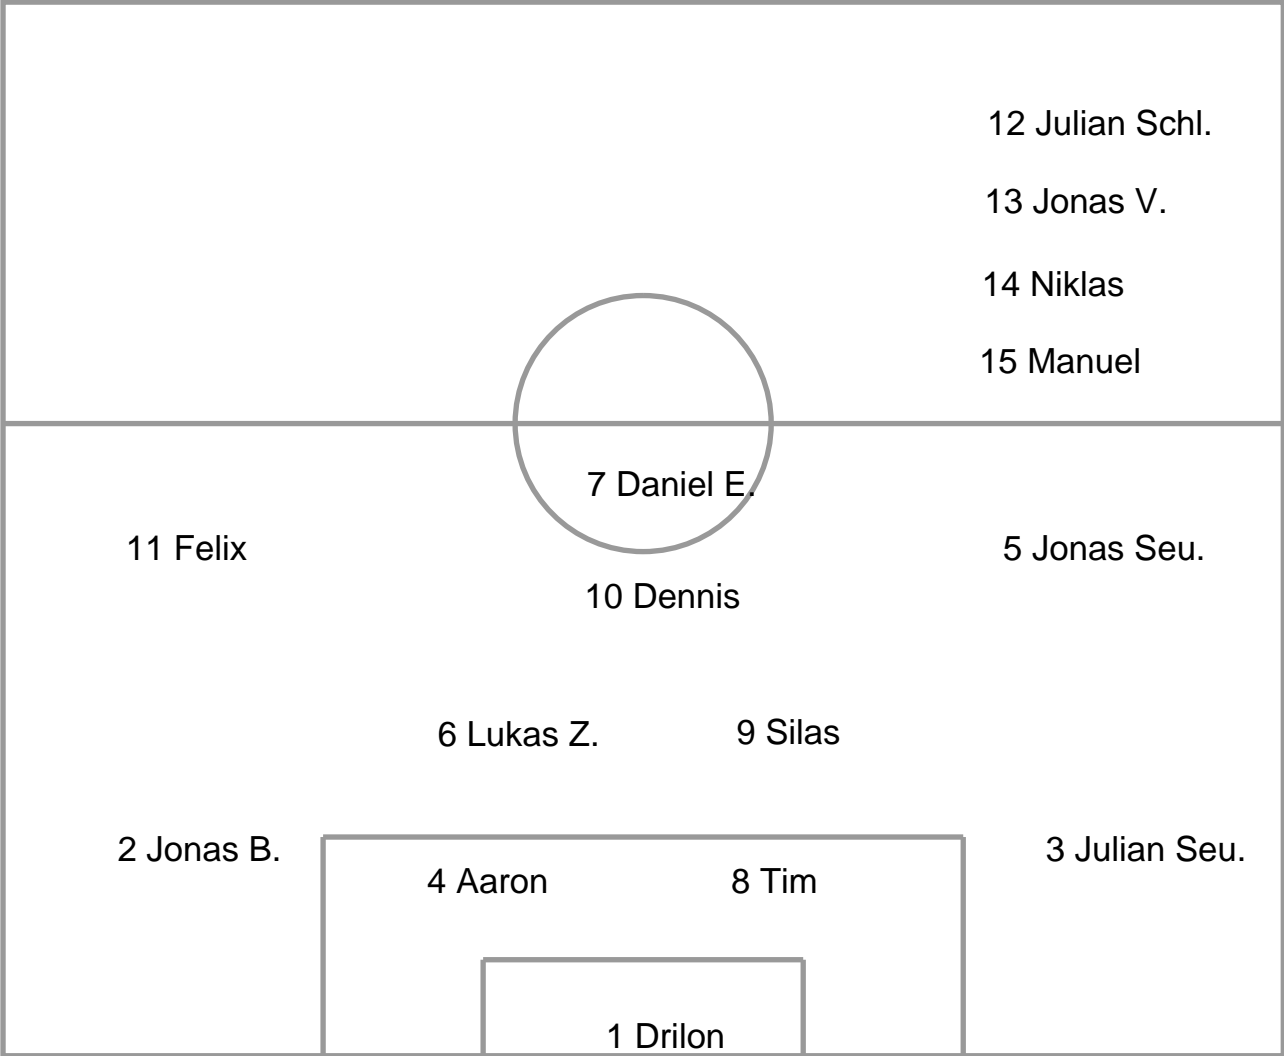 12 Julian Schl.
13 Jonas V.
14 Niklas
15 Manuel
7 Daniel E.
11 Felix
5 Jonas Seu.
10 Dennis
6 Lukas Z.
9 Silas
2 Jonas B.
3 Julian Seu.
4 Aaron
8 Tim
1 Drilon